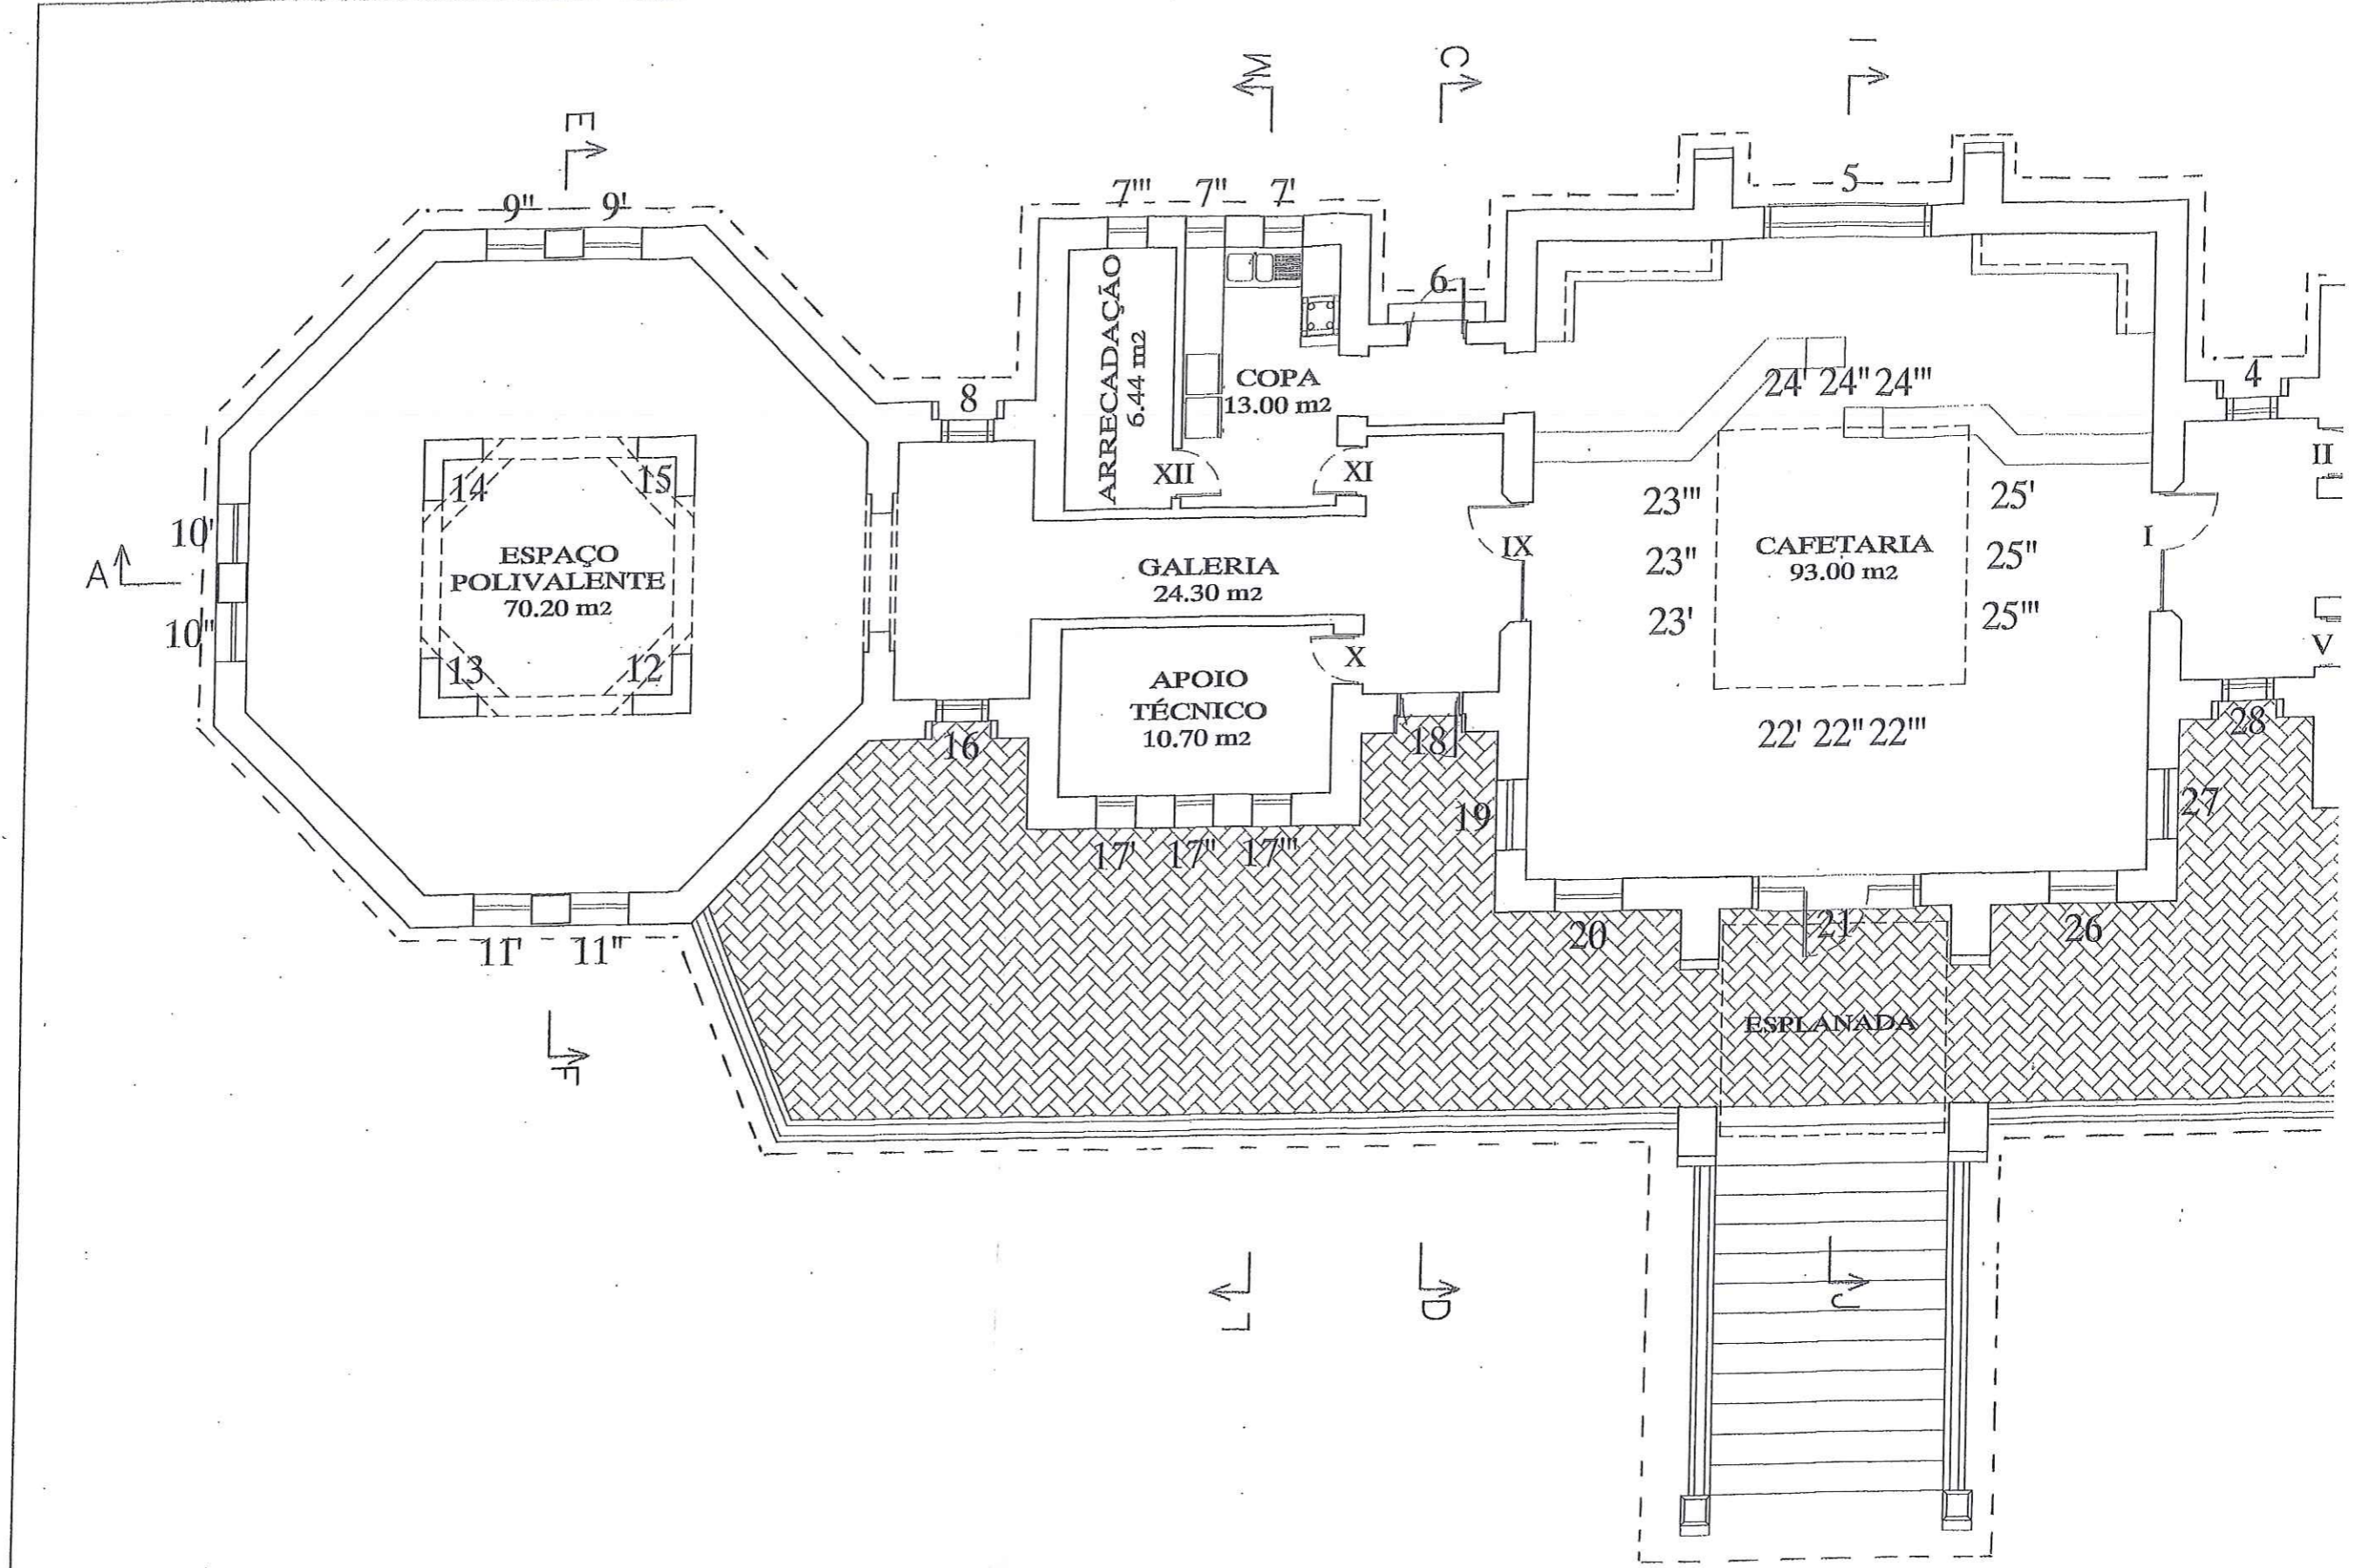 M
C
I
E
9"
9'
7'''
7"
7'
5
6
8
4
ARRECADAÇÃO
6.44 m2
COPA
13.00 m2
24' 24" 24'''
XII
XI
II
14
15
23'''
25'
10'
A
ESPAÇO
POLIVALENTE
70.20 m2
GALERIA
24.30 m2
IX
23"
CAFETARIA
93.00 m2
25"
I
10"
23'
25'''
V
13
12
APOIO
TÉCNICO
10.70 m2
X
16
18
22' 22" 22'''
28
19
27
17'
17"
17'''
11'
11"
20
21
26
ESPLANADA
F
L
D
J